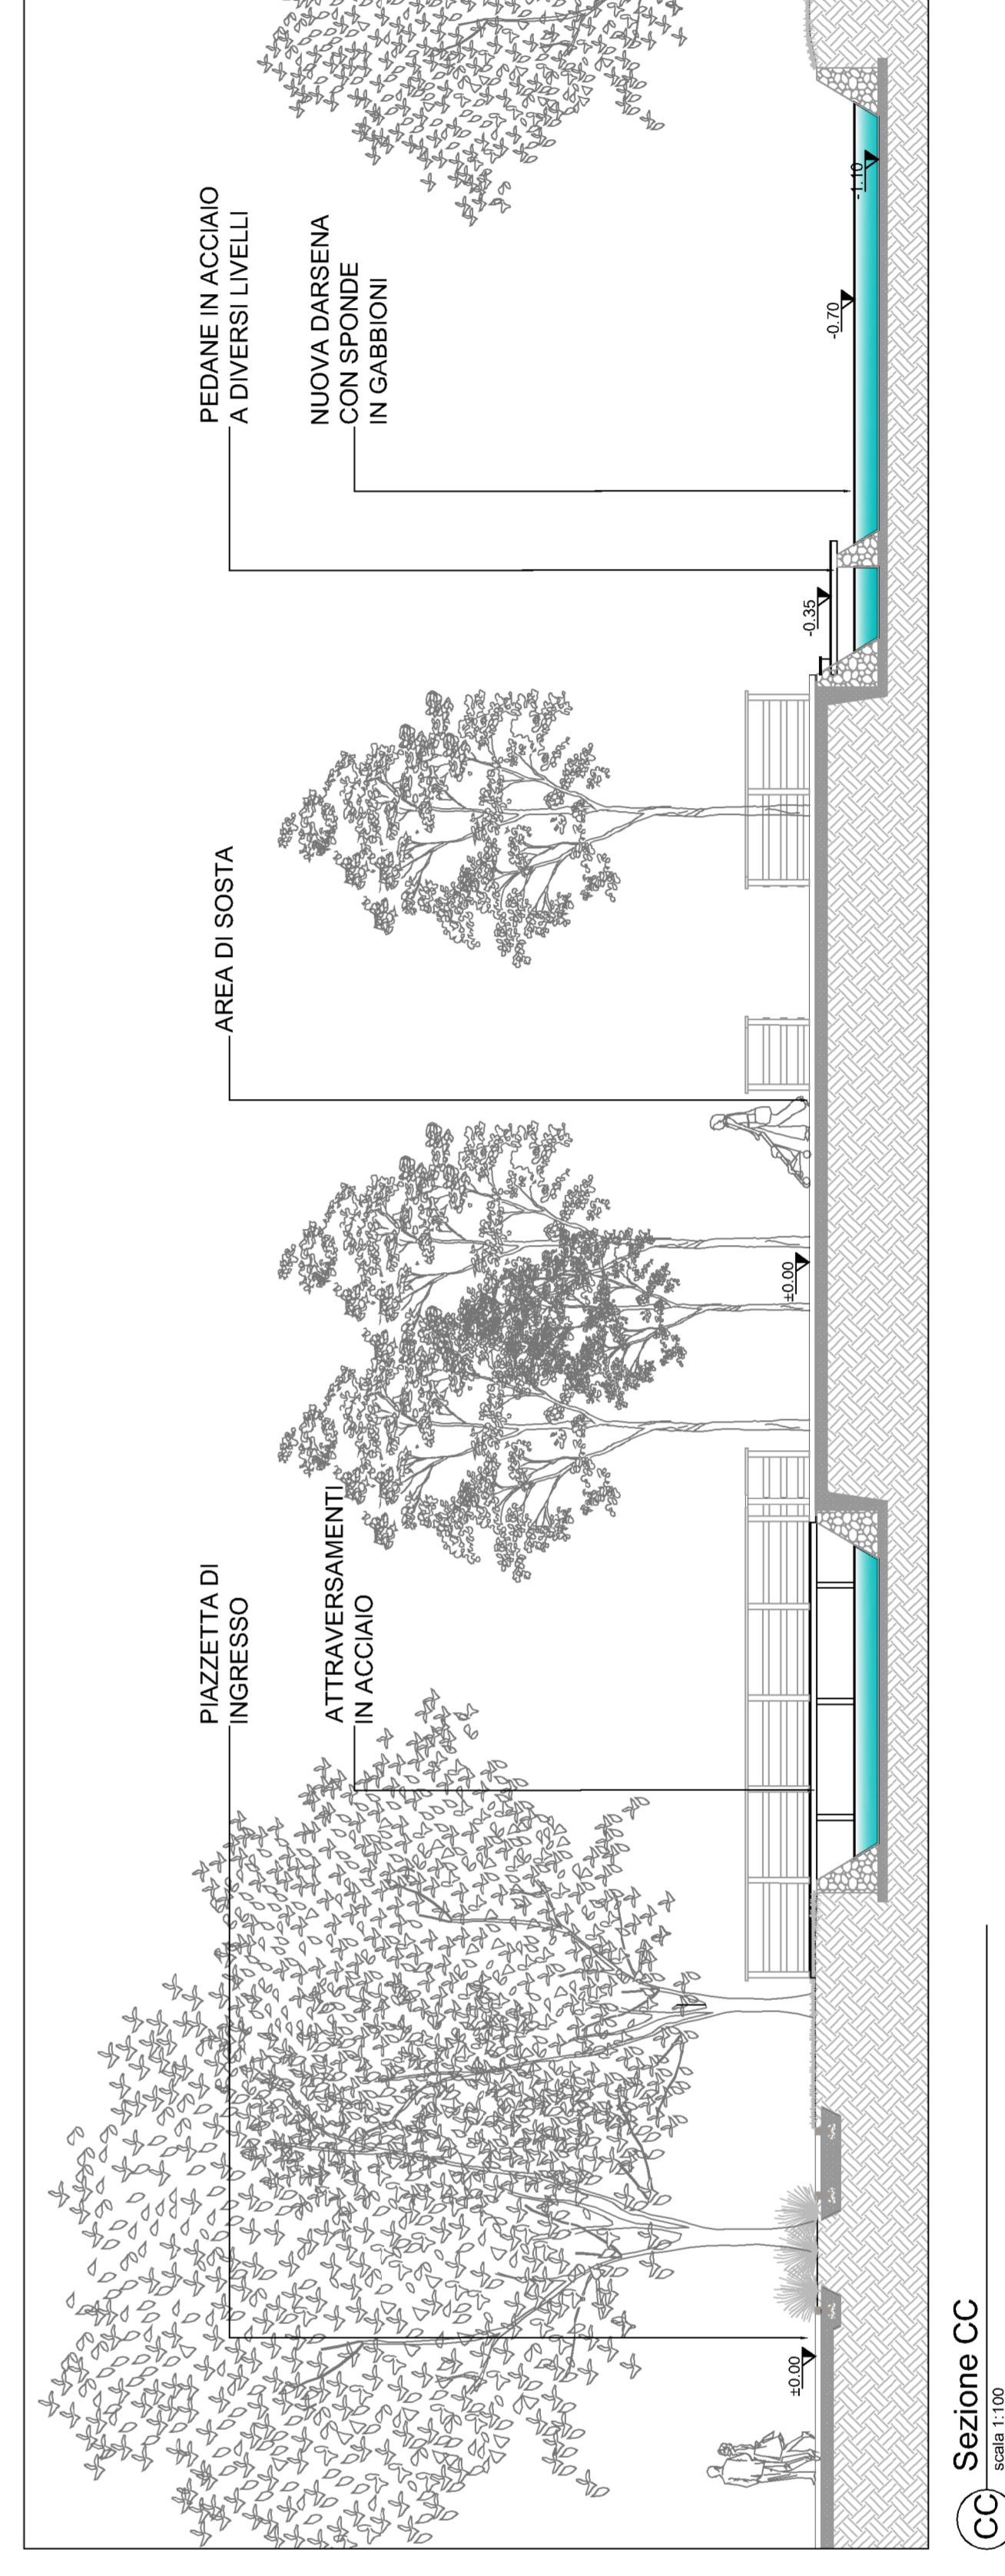 PIAZZETTA DI
INGRESSO
ATTRAVERSAMENTI
IN ACCIAIO
AREA DI SOSTA
PEDANE IN ACCIAIO
A DIVERSI LIVELLI
NUOVA DARSENA
CON SPONDE
IN GABBIONI
±0.00
±0.00
-0.35
-0.70
-1.10
CC
Sezione CC
scala 1:100